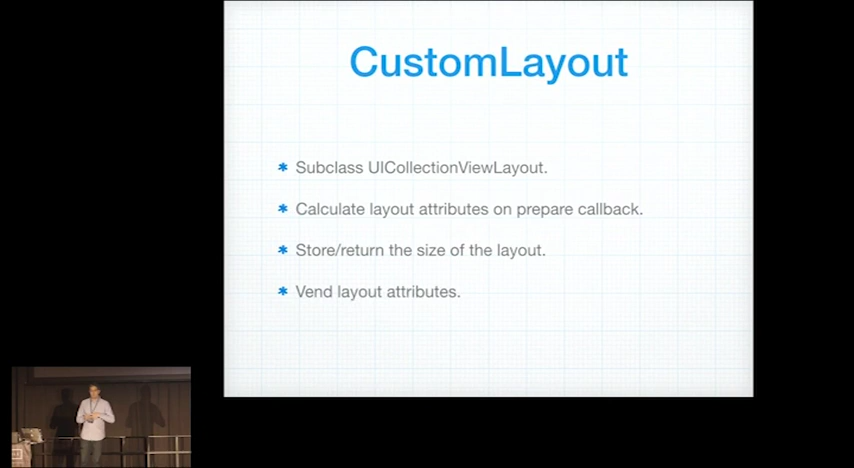 CustomLayout
* Subclass UICollectionViewLayout.
* Calculate layout attributes on prepare callback.
* Store/return the size of the layout.
* Vend layout attributes.